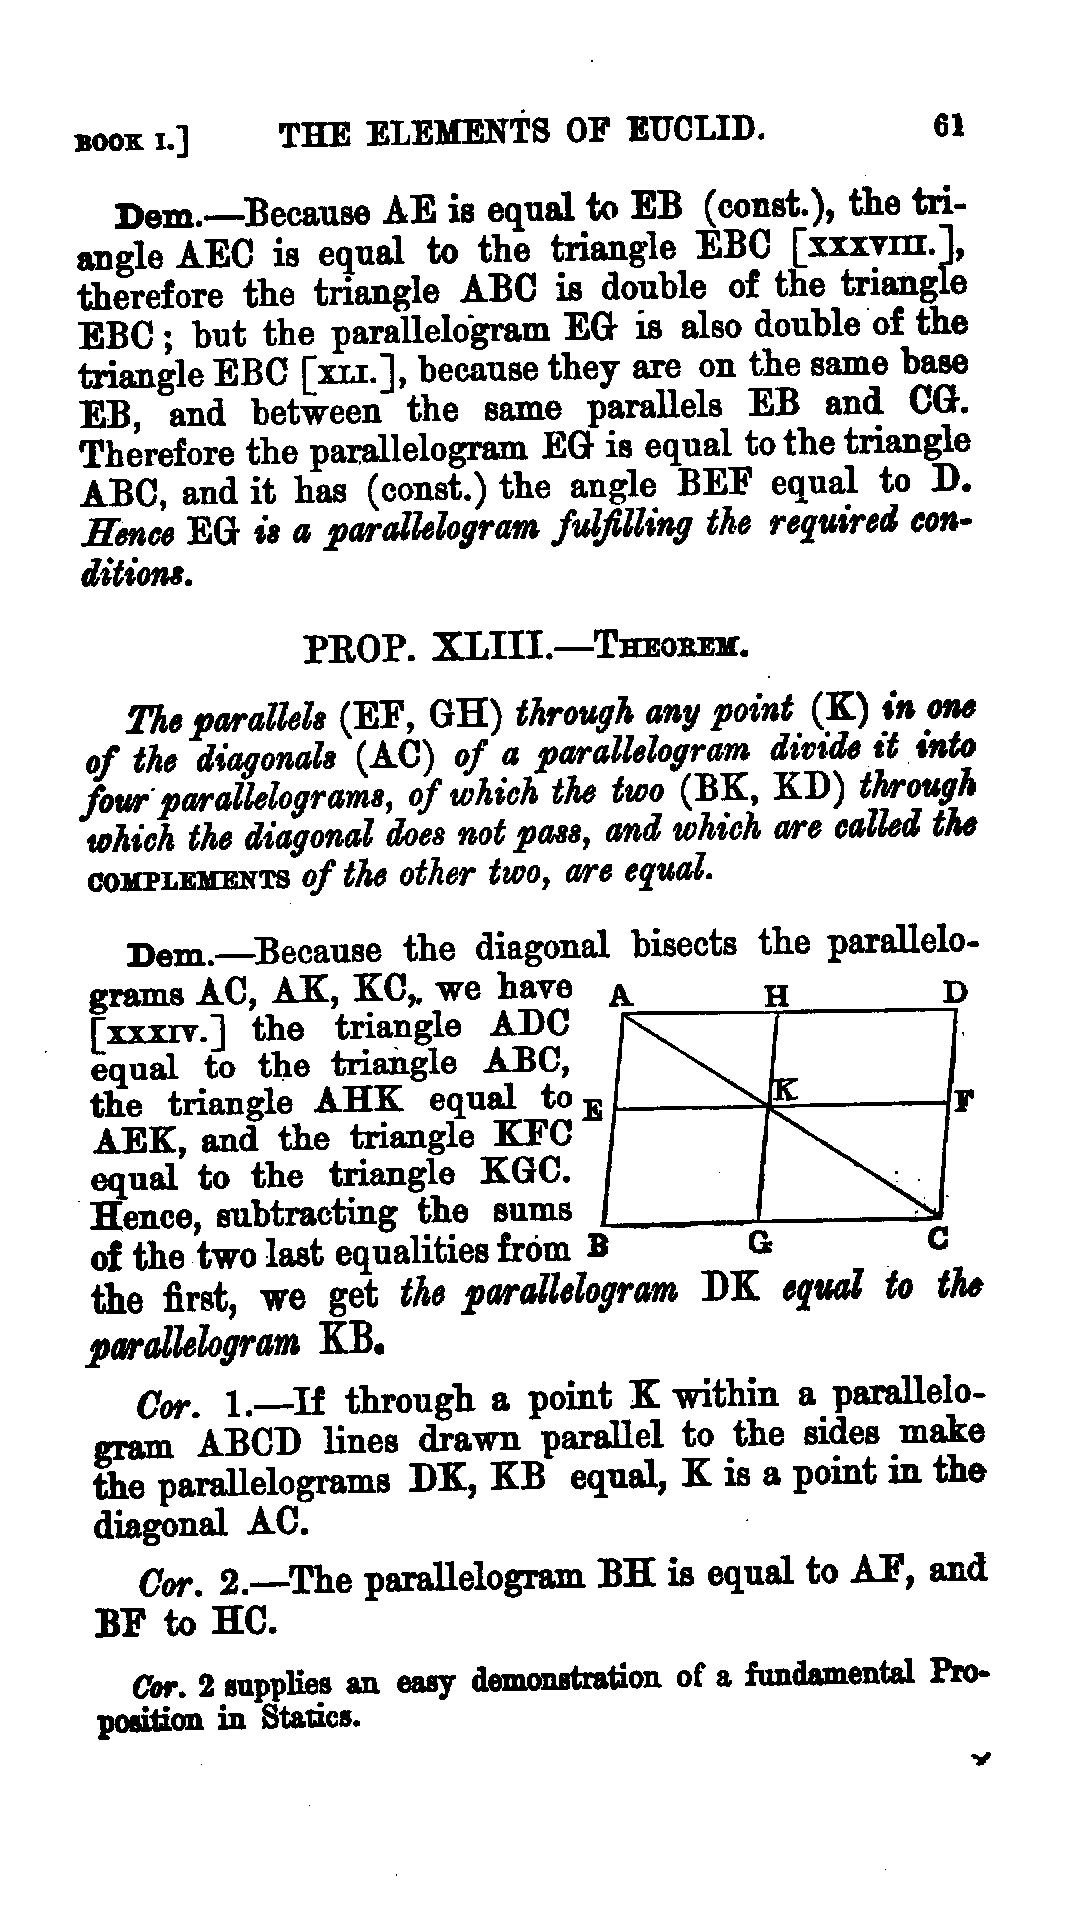 BOOK I.] THE ELEMENTS OF EUCLID. 61
Dem.—Because AE is equal to EB (const.), the tri-
angle AEC is equal to the triangle EBC [XXXVIII.],
therefore the triangle ABC is double of the triangle
EBC; but the parallelogram EG is also double of the
triangle EBC [XLI.], because they are on the same base
EB, and between the same parallels EB and CG.
Therefore the parallelogram EG is equal to the triangle
ABC, and it has (const.) the angle BEF equal to D.
Hence EG is a parallelogram fulfilling the required con-
ditions.
PROP. XLIII.—THEOREM.
The parallels (EF, GH) through any point (K) in one
of the diagonals (AC) of a parallelogram divide it into
four parallelograms, of which the two (BK, KD) through
which the diagonal does not pass, and which are called the
COMPLEMENTS of the other two, are equal.
Dem.—Because the diagonal bisects the parallelo-
grams AC, AK, KC, we have
[XXXIV.] the triangle ADC
equal to the triangle ABC,
the triangle AHK equal to
AEK, and the triangle KFC
equal to the triangle KGC.
Hence, subtracting the sums
of the two last equalities from
the first, we get the parallelogram DK equal to the
parallelogram KB.
A H D
E K F
B G C
Cor. 1.—If through a point K within a parallelo-
gram ABCD lines drawn parallel to the sides make
the parallelograms DK, KB equal, K is a point in the
diagonal AC.
Cor. 2.—The parallelogram BH is equal to AF, and
BF to HC.
Cor. 2 supplies an easy demonstration of a fundamental Pro-
position in Statics.